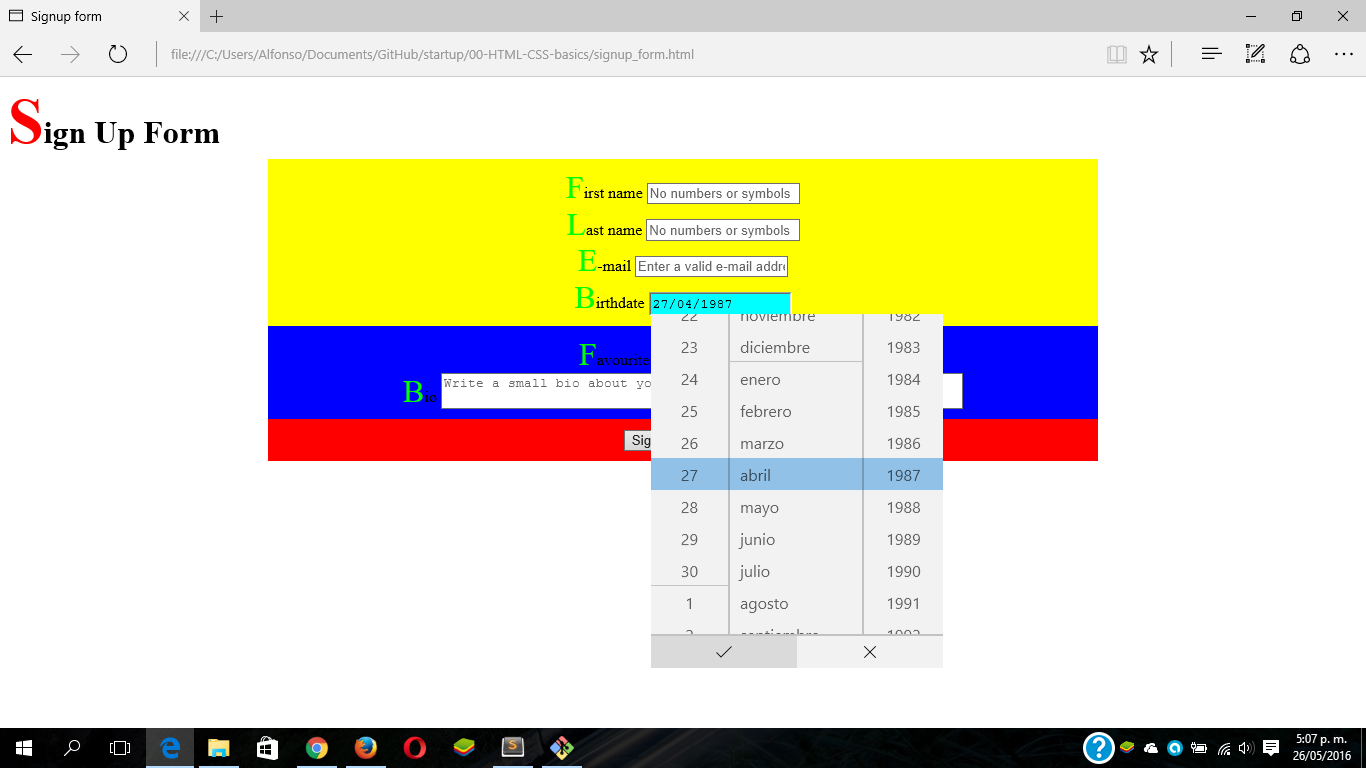 Signup form
file:///C:/Users/Alfonso/Documents/GitHub/startup/00-HTML-CSS-basics/signup_form.html
Sign Up Form
First name No numbers or symbols
Last name No numbers or symbols
E-mail Enter a valid e-mail addre
Birthdate 27/04/1987
22 noviembre 1982
23 diciembre 1983
Favourite
24 enero 1984
Bio Write a small bio about yo
25 febrero 1985
26 marzo 1986
Sig
27 abril 1987
28 mayo 1988
29 junio 1989
30 julio 1990
1 agosto 1991
2 septiembre 1992
5:07 p. m.
26/05/2016